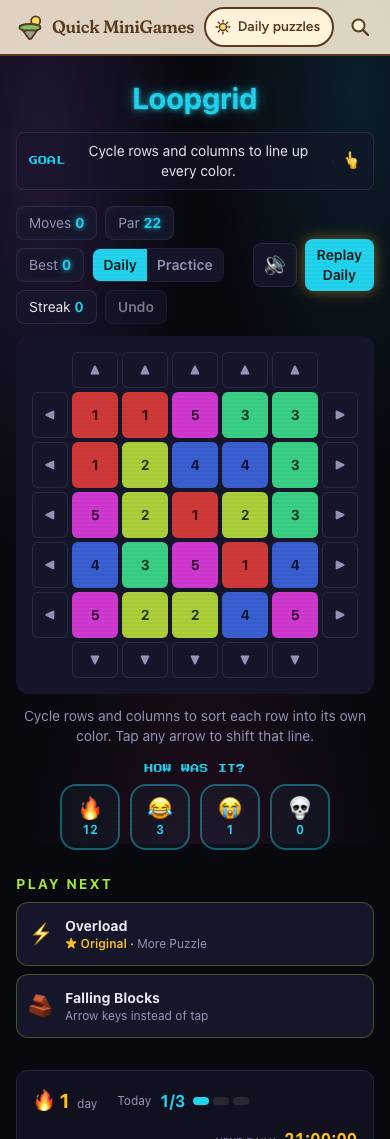 Quick MiniGames
Daily puzzles
Loopgrid
GOAL
Cycle rows and columns to line up
every color.
Moves 0
Par 22
Best 0
Daily
Practice
Replay
Daily
Streak 0
Undo
1 1 5 3 3
1 2 4 4 3
5 2 1 2 3
4 3 5 1 4
5 2 2 4 5
Cycle rows and columns to sort each row into its own
color. Tap any arrow to shift that line.
HOW WAS IT?
12 3 1 0
PLAY NEXT
Overload
Original · More Puzzle
Falling Blocks
Arrow keys instead of tap
1 day
Today 1/3
21:00:00